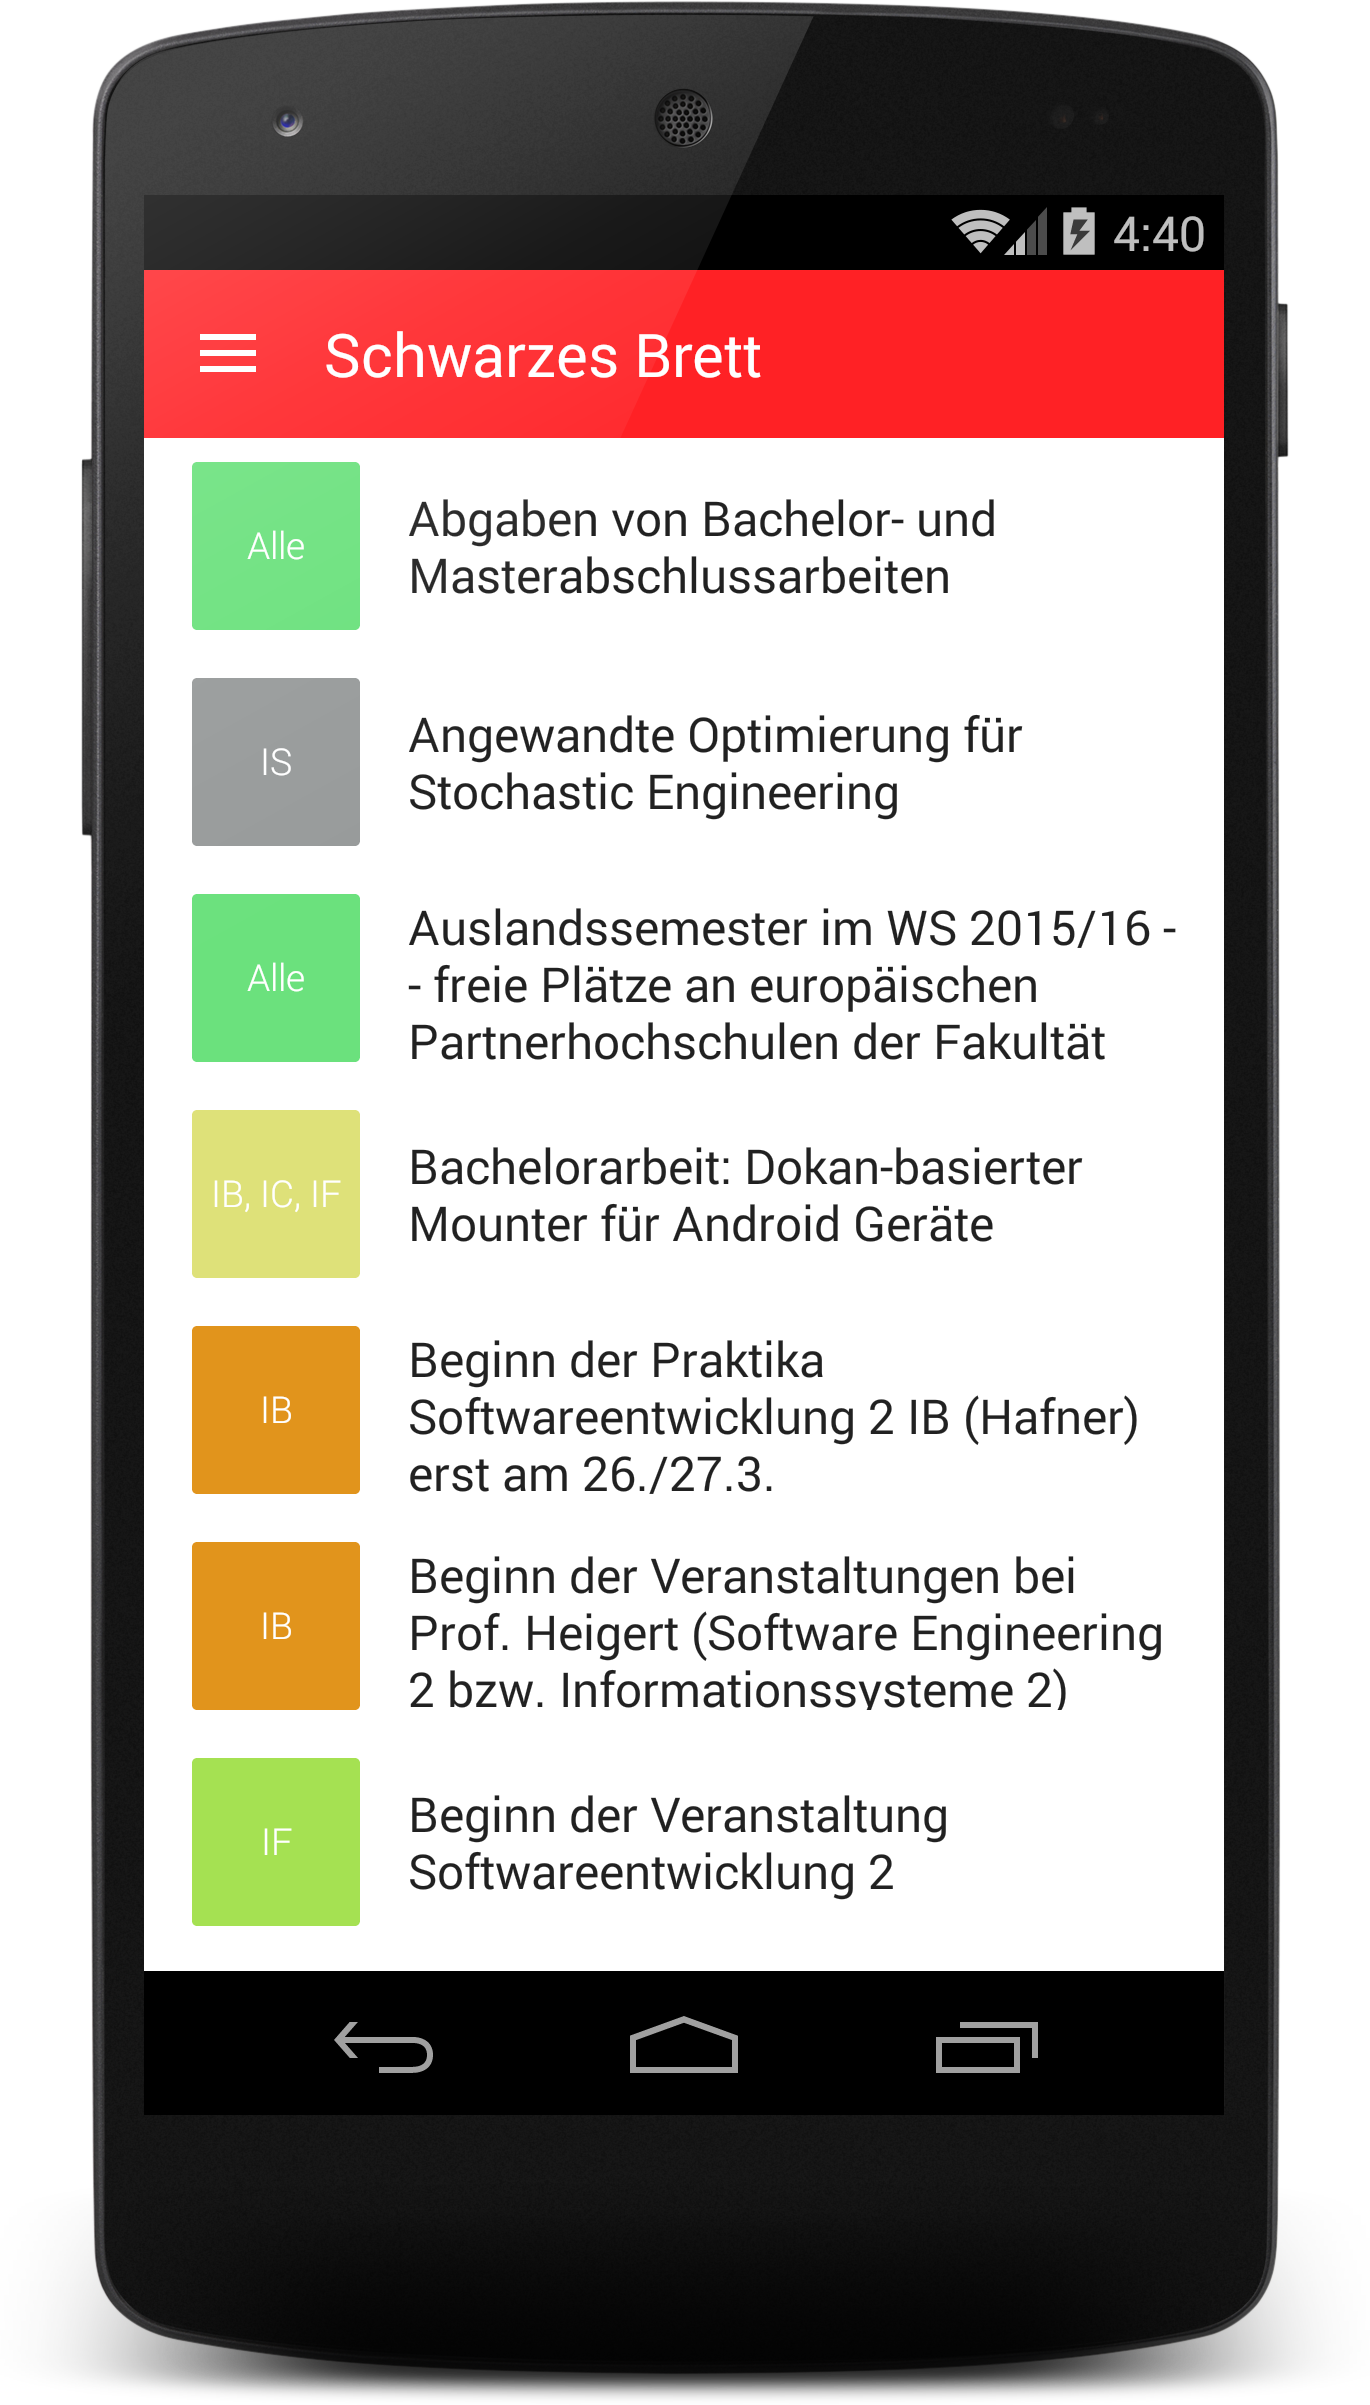 4:40
Schwarzes Brett
Alle
Abgaben von Bachelor- und
Masterabschlussarbeiten
IS
Angewandte Optimierung für
Stochastic Engineering
Alle
Auslandssemester im WS 2015/16 -
- freie Plätze an europäischen
Partnerhochschulen der Fakultät
IB, IC, IF
Bachelorarbeit: Dokan-basierter
Mounter für Android Geräte
IB
Beginn der Praktika
Softwareentwicklung 2 IB (Hafner)
erst am 26./27.3.
IB
Beginn der Veranstaltungen bei
Prof. Heigert (Software Engineering
2 bzw. Informationssysteme 2)
IF
Beginn der Veranstaltung
Softwareentwicklung 2